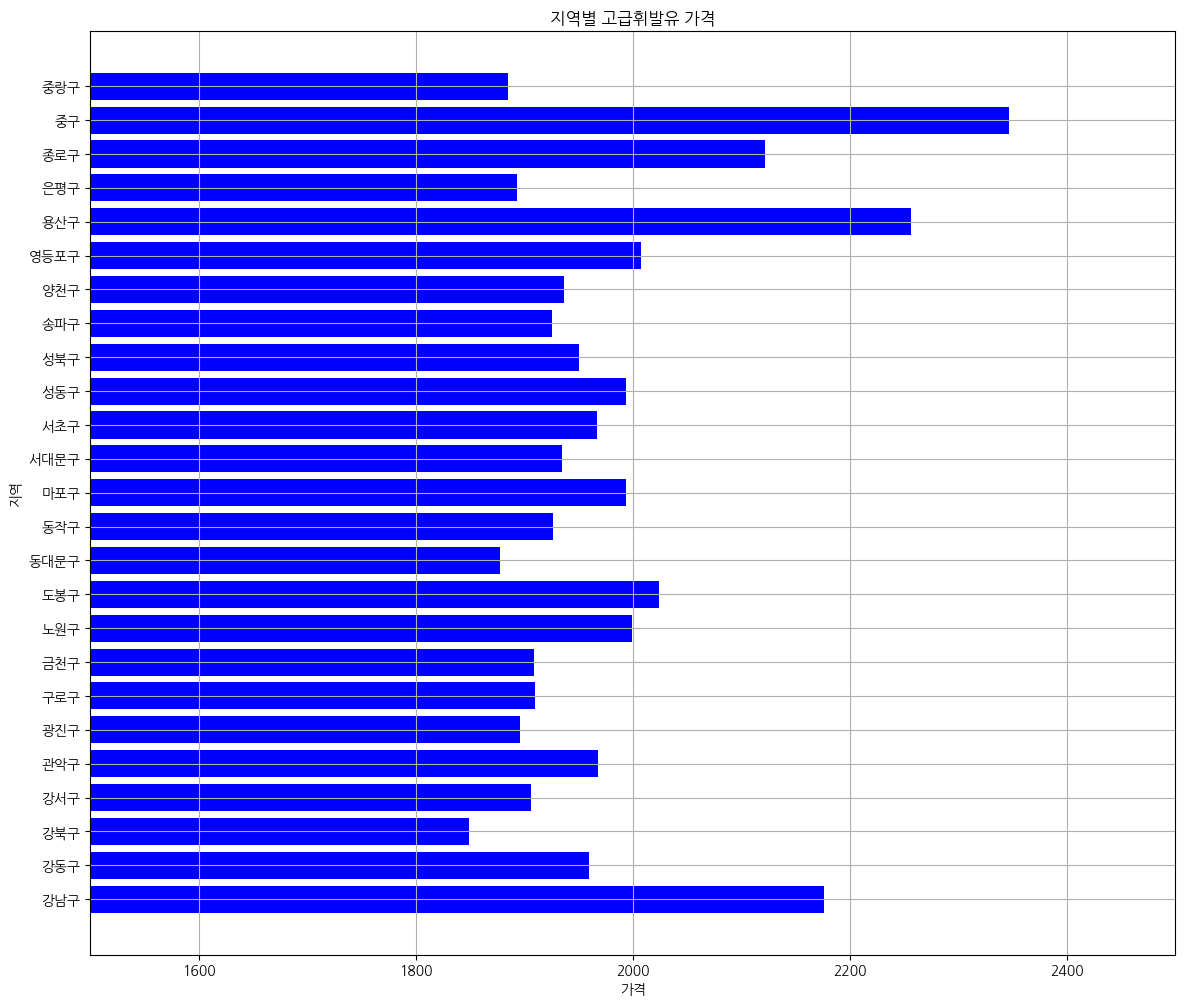 지역별 고급휘발유 가격
중랑구
중구
종로구
은평구
용산구
영등포구
양천구
송파구
성북구
성동구
서초구
서대문구
마포구
동작구
동대문구
도봉구
노원구
금천구
구로구
광진구
관악구
강서구
강북구
강동구
강남구
지역
1600 1800 2000 2200 2400
가격